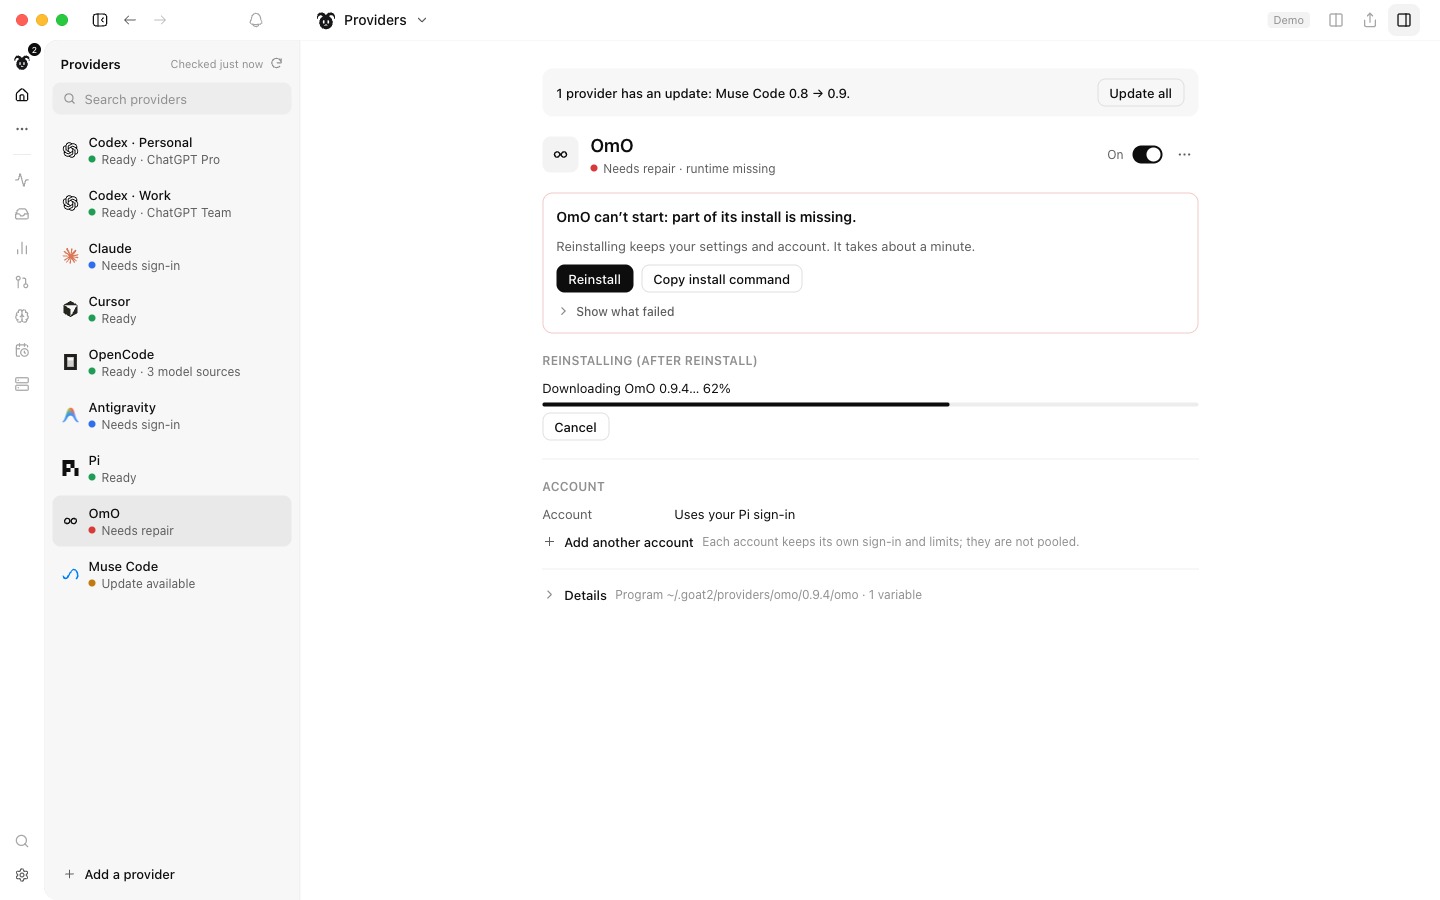 Providers
Demo
2
Providers
Checked just now
Search providers
Codex · Personal
Ready · ChatGPT Pro
Codex · Work
Ready · ChatGPT Team
Claude
Needs sign-in
Cursor
Ready
OpenCode
Ready · 3 model sources
Antigravity
Needs sign-in
Pi
Ready
OmO
Needs repair
Muse Code
Update available
Add a provider
1 provider has an update: Muse Code 0.8 → 0.9.
Update all
OmO
Needs repair · runtime missing
On
OmO can’t start: part of its install is missing.
Reinstalling keeps your settings and account. It takes about a minute.
Reinstall
Copy install command
Show what failed
REINSTALLING (AFTER REINSTALL)
Downloading OmO 0.9.4… 62%
Cancel
ACCOUNT
Account Uses your Pi sign-in
Add another account Each account keeps its own sign-in and limits; they are not pooled.
Details Program ~/.goat2/providers/omo/0.9.4/omo · 1 variable